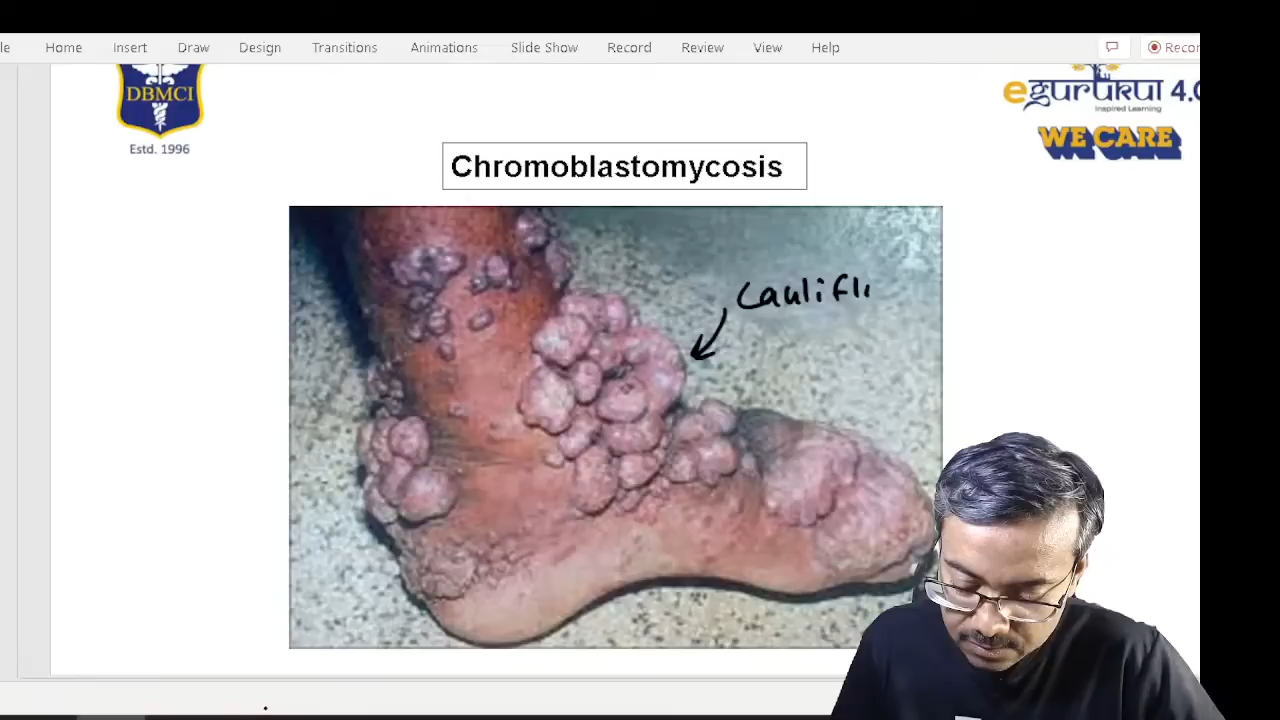 Home Insert Draw Design Transitions Animations Slide Show Record Review View Help
DBMCI
Estd. 1996
egurukul 4.0
Inspired Learning
WE CARE
Chromoblastomycosis